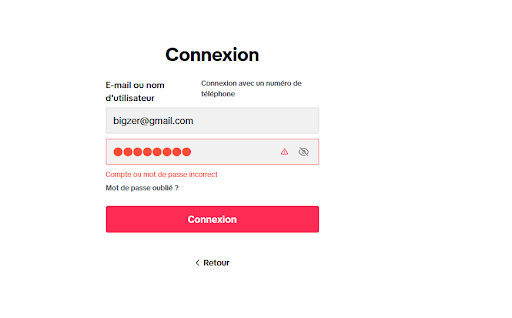 Connexion
E-mail ou nom
d'utilisateur
Connexion avec un numéro de
téléphone
bigzer@gmail.com
Compte ou mot de passe incorrect
Mot de passe oublié ?
Connexion
Retour